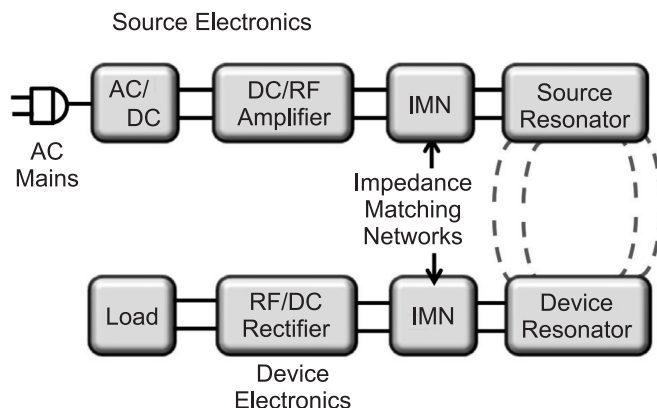 Source Electronics
AC/
DC
DC/RF
Amplifier
IMN
Source
Resonator
AC
Mains
Impedance
Matching
Networks
Load
RF/DC
Rectifier
IMN
Device
Resonator
Device
Electronics